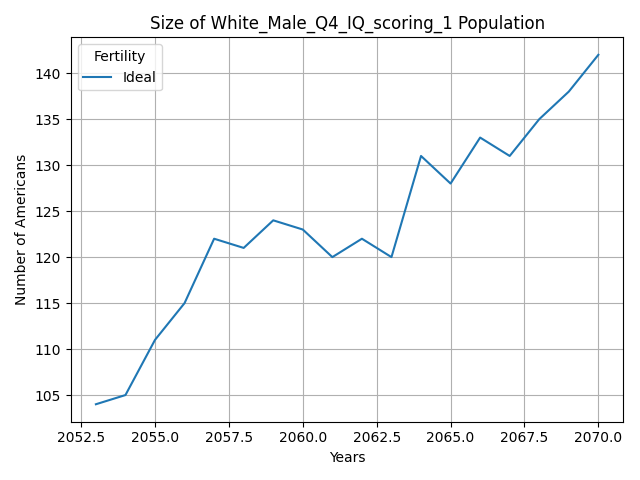 Size of White_Male_Q4_IQ_scoring_1 Population
Fertility
Ideal
Number of Americans
140
135
130
125
120
115
110
105
2052.5 2055.0 2057.5 2060.0 2062.5 2065.0 2067.5 2070.0
Years